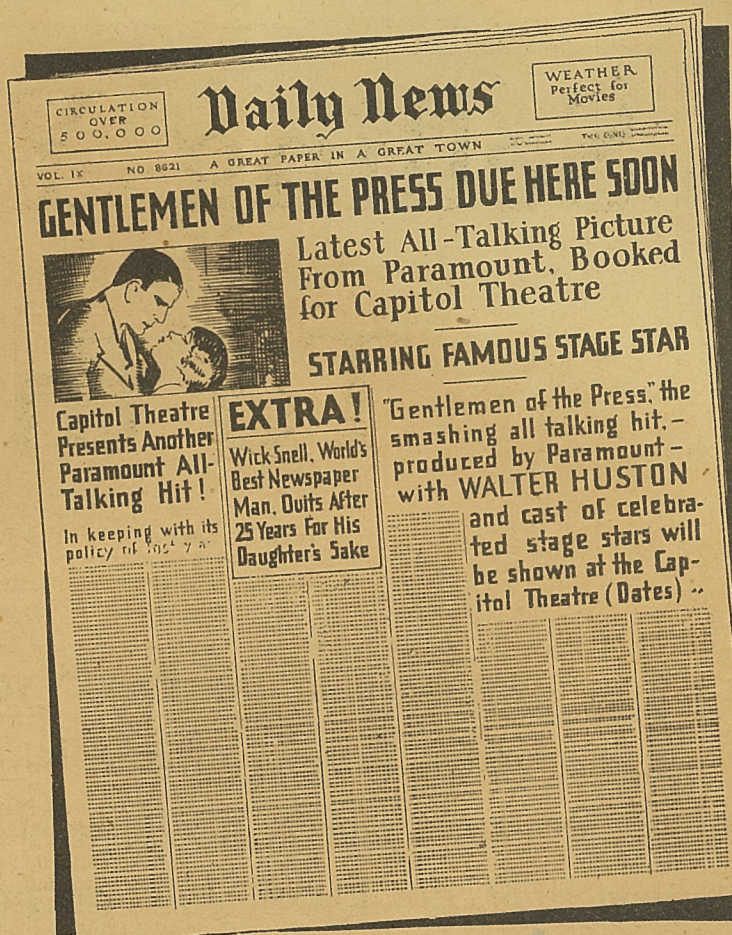 CIRCULATION
OVER
500,000
Daily News
WEATHER
Perfect for
Movies
VOL. IX NO 8621 A GREAT PAPER IN A GREAT TOWN
GENTLEMEN OF THE PRESS DUE HERE SOON
Latest All-Talking Picture
From Paramount, Booked
for Capitol Theatre
STARRING FAMOUS STAGE STAR
Capitol Theatre
Presents Another
Paramount All-
Talking Hit!
In keeping with its
policy of
EXTRA!
Wick Snell, World's
Best Newspaper
Man, Quits After
25 Years For His
Daughter's Sake
"Gentlemen of the Press," the
smashing all talking hit,—
produced by Paramount—
with WALTER HUSTON
and cast of celebra-
ted stage stars will
be shown at the Cap-
itol Theatre (Dates) --